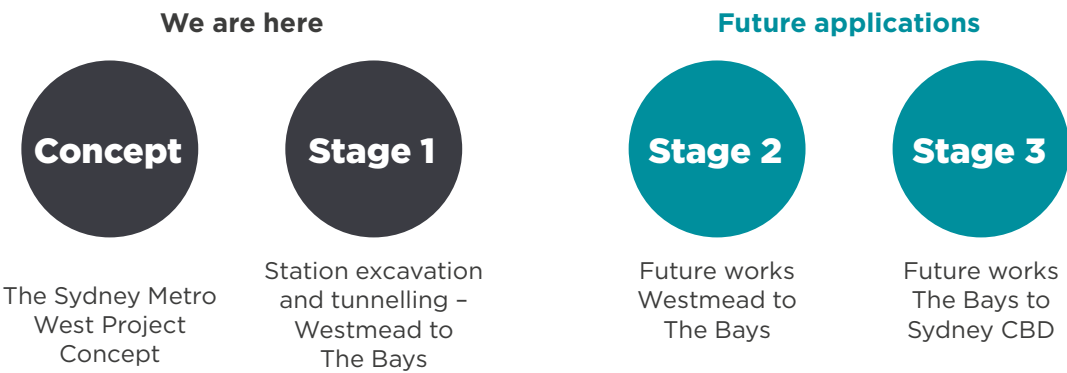 We are here
Future applications
Concept
Stage 1
Stage 2
Stage 3
The Sydney Metro
West Project
Concept
Station excavation
and tunnelling –
Westmead to
The Bays
Future works
Westmead to
The Bays
Future works
The Bays to
Sydney CBD